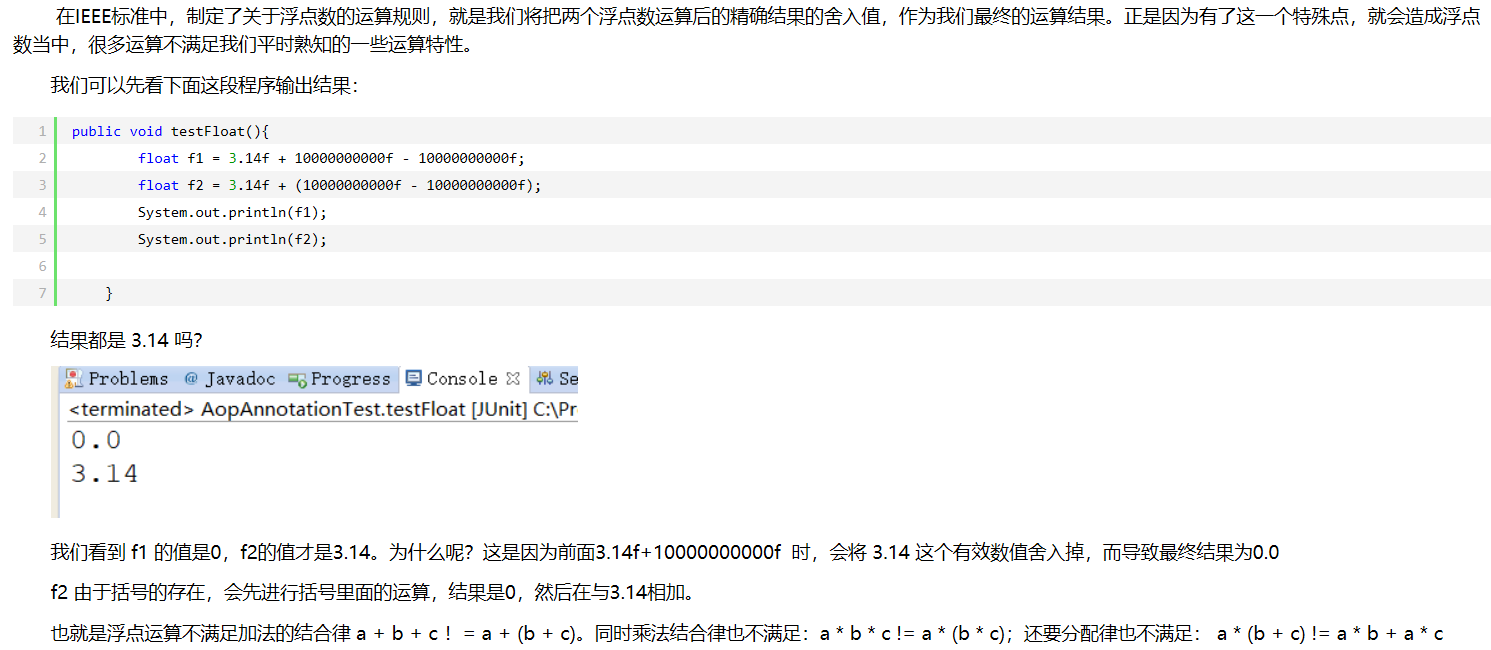 在IEEE标准中，制定了关于浮点数的运算规则，就是我们将把两个浮点数运算后的精确结果的舍入值，作为我们最终的运算结果。正是因为有了这一个特殊点，就会造成浮点
数当中，很多运算不满足我们平时熟知的一些运算特性。
我们可以先看下面这段程序输出结果：
1 public void testFloat(){
2 float f1 = 3.14f + 10000000000f - 10000000000f;
3 float f2 = 3.14f + (10000000000f - 10000000000f);
4 System.out.println(f1);
5 System.out.println(f2);
6
7 }
结果都是 3.14 吗？
Problems @ Javadoc Progress Console Se
<terminated> AopAnnotationTest.testFloat [JUnit] C:\Pr
0.0
3.14
我们看到 f1 的值是0，f2的值才是3.14。为什么呢？这是因为前面3.14f+10000000000f 时，会将 3.14 这个有效数值舍入掉，而导致最终结果为0.0
f2 由于括号的存在，会先进行括号里面的运算，结果是0，然后在与3.14相加。
也就是浮点运算不满足加法的结合律 a + b + c！ = a + (b + c)。同时乘法结合律也不满足：a * b * c != a * (b * c)；还要分配律也不满足： a * (b + c) != a * b + a * c